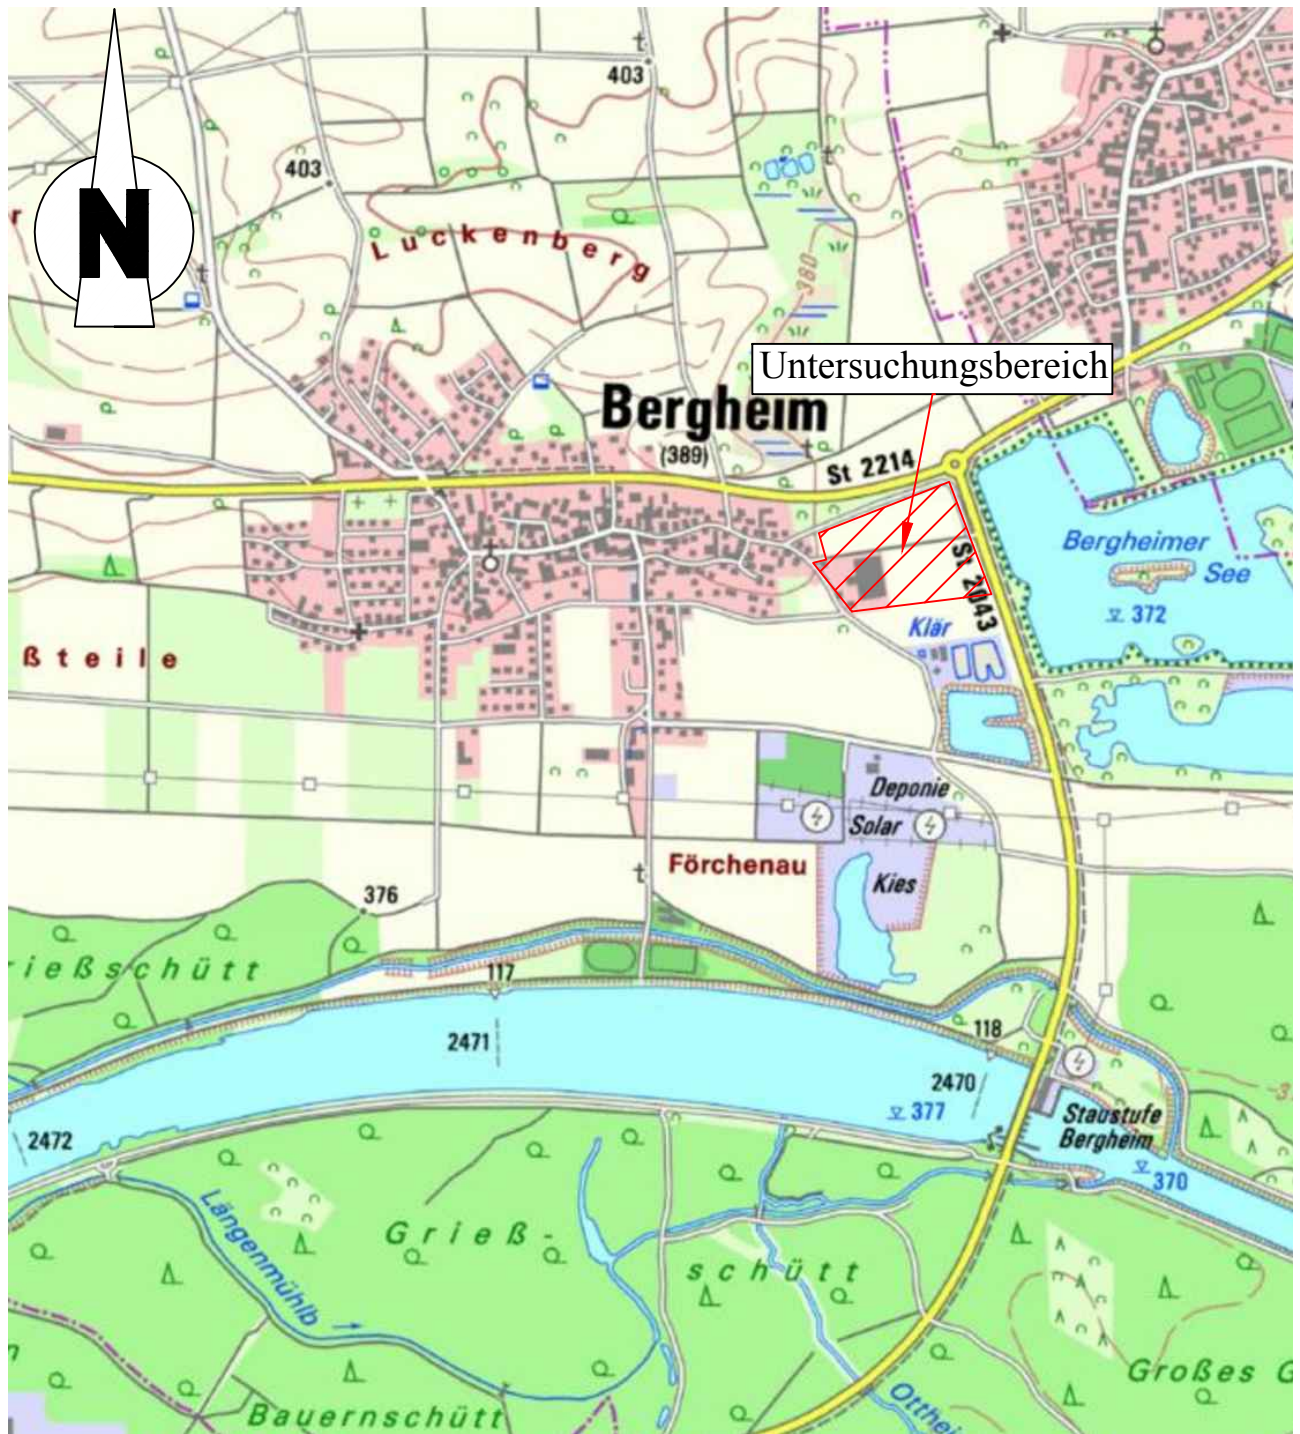 403
403
N
r
Luckenberg
380
Untersuchungsbereich
Bergheim
(389)
St 2214
Bergheimer
See
St 2043
372
Klär
ßteile
Deponie
Solar
Förchenau
Kies
376
rießschütt
117
2471
118
2470
377
Staustufe
Bergheim
370
2472
Längenmühlb
Grieß-
schütt
Großes G
n
Bauernschütt
Otthei